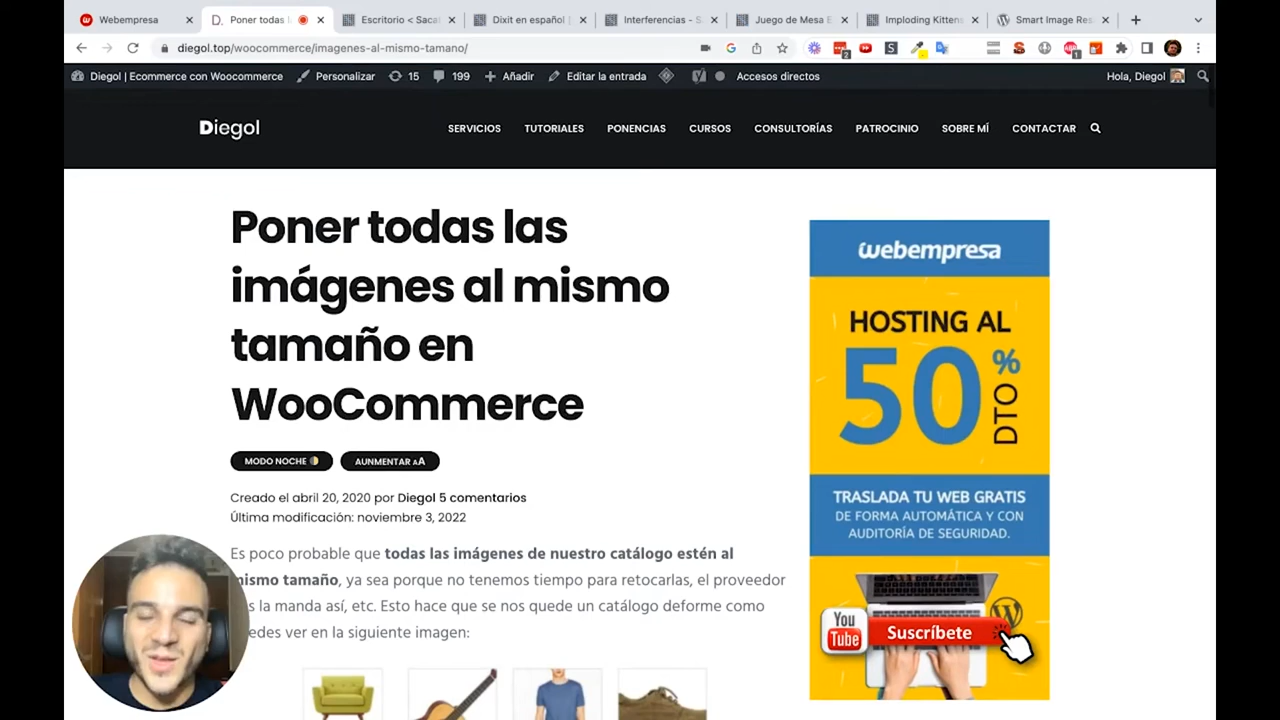 Webempresa
Poner todas l
Escritorio < Saca
Dixit en español |
Interferencias - S
Juego de Mesa E
Imploding Kittens
Smart Image Res
diegol.top/woocommerce/imagenes-al-mismo-tamano/
Diegol | Ecommerce con Woocommerce
Personalizar
15
199
Añadir
Editar la entrada
Accesos directos
Hola, Diegol
Diegol
SERVICIOS
TUTORIALES
PONENCIAS
CURSOS
CONSULTORÍAS
PATROCINIO
SOBRE MÍ
CONTACTAR
Poner todas las
imágenes al mismo
tamaño en
WooCommerce
MODO NOCHE
AUNMENTAR AA
Creado el abril 20, 2020 por Diegol 5 comentarios
Última modificación: noviembre 3, 2022
Es poco probable que todas las imágenes de nuestro catálogo estén al
mismo tamaño, ya sea porque no tenemos tiempo para retocarlas, el proveedor
la manda así, etc. Esto hace que se nos quede un catálogo deforme como
edes ver en la siguiente imagen:
webempresa
HOSTING AL
50% DTO
TRASLADA TU WEB GRATIS
DE FORMA AUTOMÁTICA Y CON
AUDITORÍA DE SEGURIDAD.
You
Tube
Suscríbete